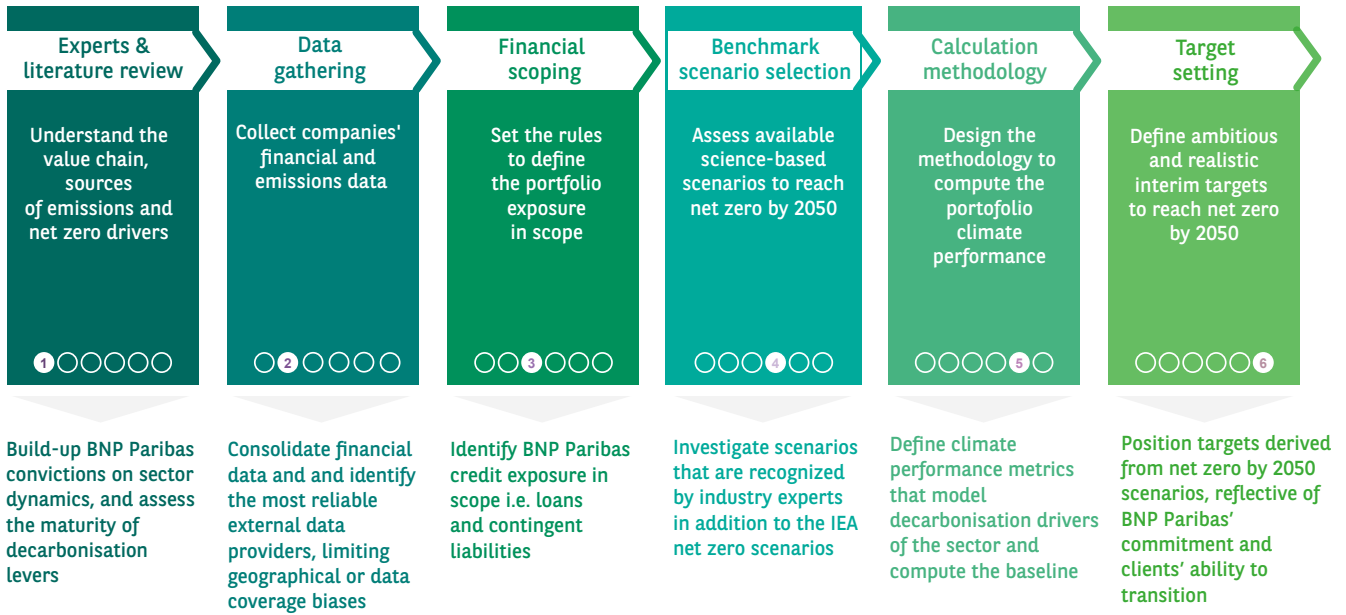 Experts &
literature review
Understand the
value chain,
sources
of emissions and
net zero drivers
1
Build-up BNP Paribas
convictions on sector
dynamics, and assess
the maturity of
decarbonisation
levers
Data
gathering
Collect companies'
financial and
emissions data
2
Consolidate financial
data and and identify
the most reliable
external data
providers, limiting
geographical or data
coverage biases
Financial
scoping
Set the rules
to define
the portfolio
exposure
in scope
3
Identify BNP Paribas
credit exposure in
scope i.e. loans
and contingent
liabilities
Benchmark
scenario selection
Assess available
science-based
scenarios to reach
net zero by 2050
4
Investigate scenarios
that are recognized
by industry experts
in addition to the IEA
net zero scenarios
Calculation
methodology
Design the
methodology to
compute the
portofolio
climate
performance
5
Define climate
performance metrics
that model
decarbonisation drivers
of the sector and
compute the baseline
Target
setting
Define ambitious
and realistic
interim targets
to reach net zero
by 2050
6
Position targets derived
from net zero by 2050
scenarios, reflective of
BNP Paribas’
commitment and
clients’ ability to
transition